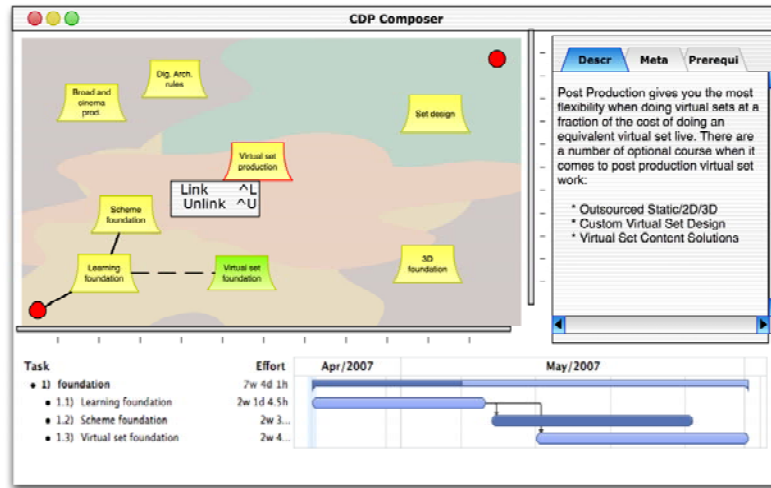 CDP Composer
Broad and
cinema
prod.
Dig. Arch.
rules
Set design
Virtual set
production
Link ^L
Unlink ^U
Scheme
foundation
Learning
foundation
Virtual set
foundation
3D
foundation
Descr Meta Prerequi
Post Production gives you the most
flexibility when doing virtual sets at a
fraction of the cost of doing an
equivalent virtual set live. There are
a number of optional course when it
comes to post production virtual set
work:
* Outsourced Static/2D/3D
* Custom Virtual Set Design
* Virtual Set Content Solutions
Task Effort Apr/2007 May/2007
• 1) foundation 7w 4d 1h
• 1.1) Learning foundation 2w 1d 4.5h
• 1.2) Scheme foundation 2w 3...
• 1.3) Virtual set foundation 2w 4...